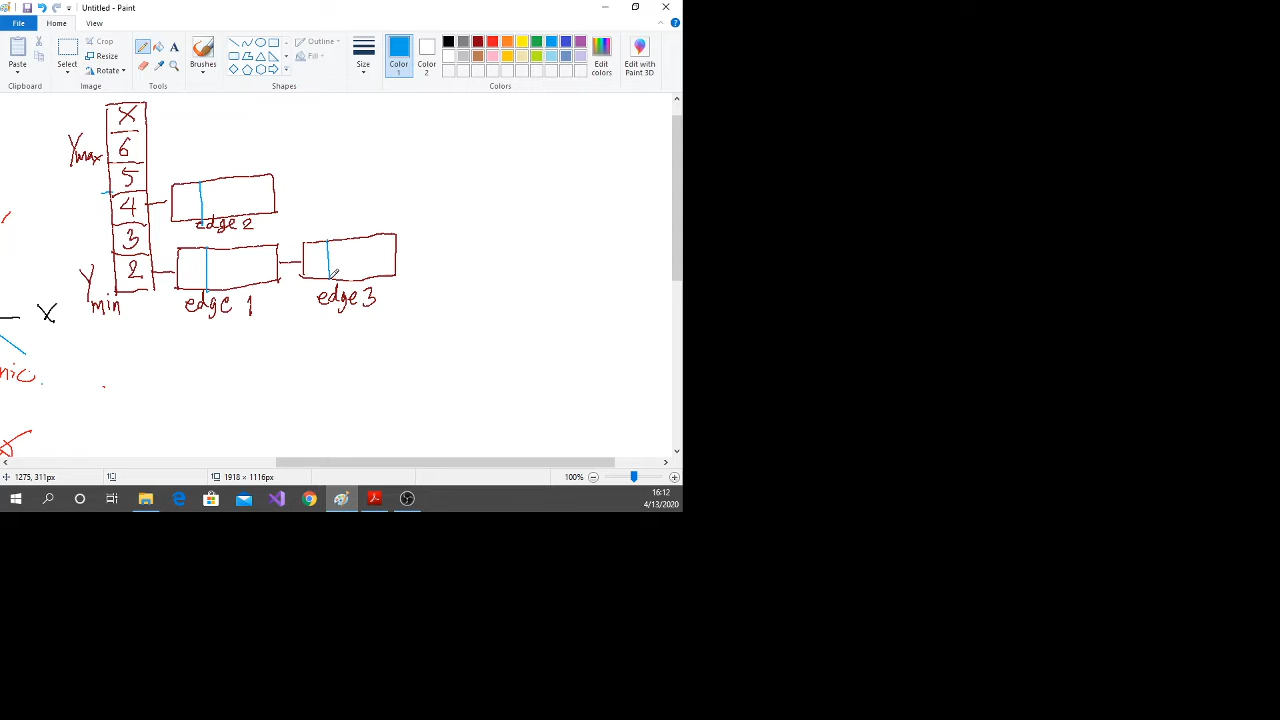 Untitled - Paint
File Home View
Paste
Clipboard
Select
Crop
Resize
Rotate
Image
A
Tools
Brushes
Outline
Fill
Shapes
Size
Color 1
Color 2
Edit colors
Colors
Edit with Paint 3D
X
6
Ymax
5
4
edge 2
3
2
Ymin
edge 1
edge 3
X
1275, 311px
1918 × 1116px
100%
16:12
4/13/2020